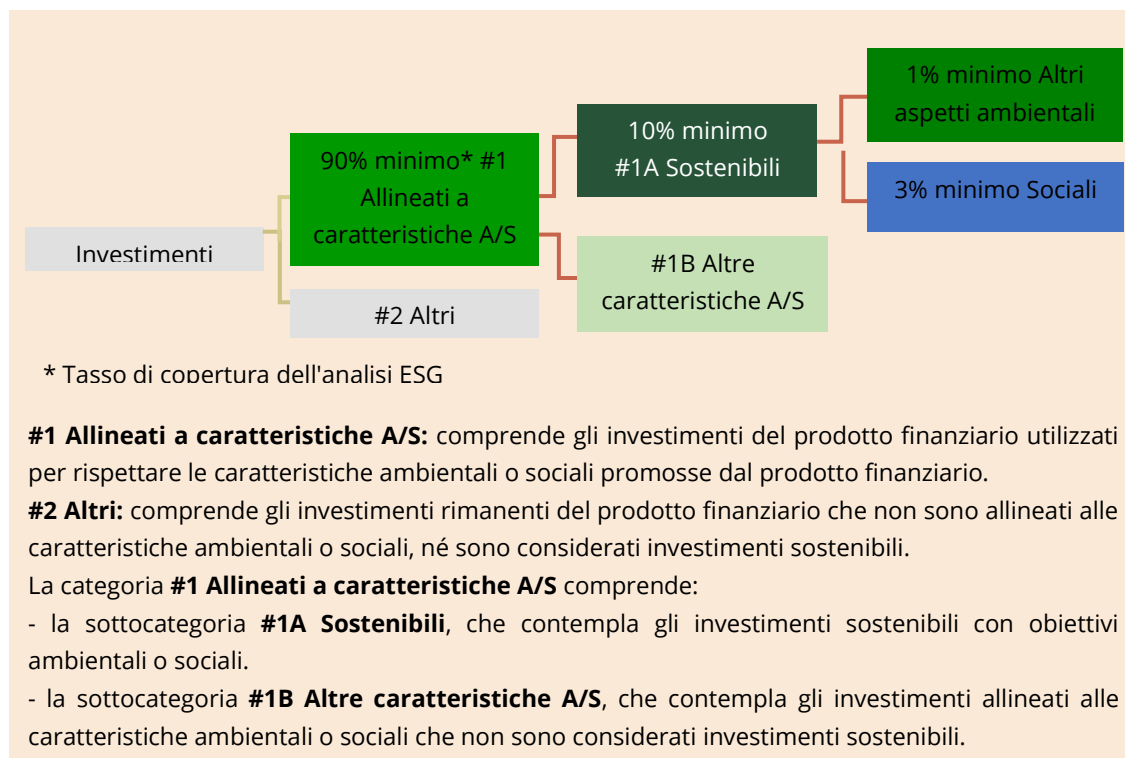 1% minimo Altri
aspetti ambientali
10% minimo
#1A Sostenibili
90% minimo* #1
Allineati a
caratteristiche A/S
3% minimo Sociali
Investimenti
#1B Altre
caratteristiche A/S
#2 Altri
* Tasso di copertura dell'analisi ESG
#1 Allineati a caratteristiche A/S: comprende gli investimenti del prodotto finanziario utilizzati
per rispettare le caratteristiche ambientali o sociali promosse dal prodotto finanziario.
#2 Altri: comprende gli investimenti rimanenti del prodotto finanziario che non sono allineati alle
caratteristiche ambientali o sociali, né sono considerati investimenti sostenibili.
La categoria #1 Allineati a caratteristiche A/S comprende:
- la sottocategoria #1A Sostenibili, che contempla gli investimenti sostenibili con obiettivi
ambientali o sociali.
- la sottocategoria #1B Altre caratteristiche A/S, che contempla gli investimenti allineati alle
caratteristiche ambientali o sociali che non sono considerati investimenti sostenibili.